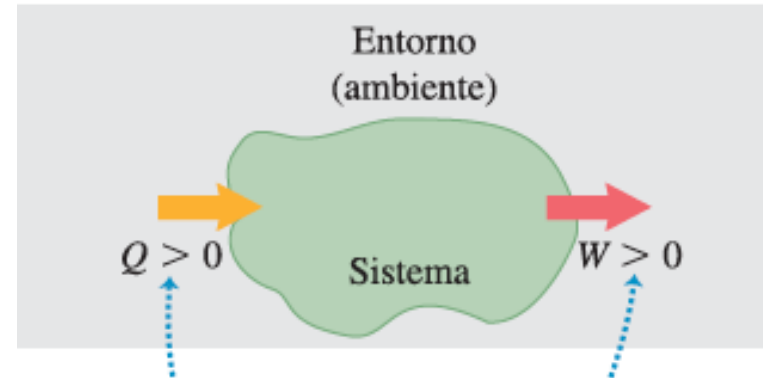 Entorno
(ambiente)
Q > 0
Sistema
W > 0